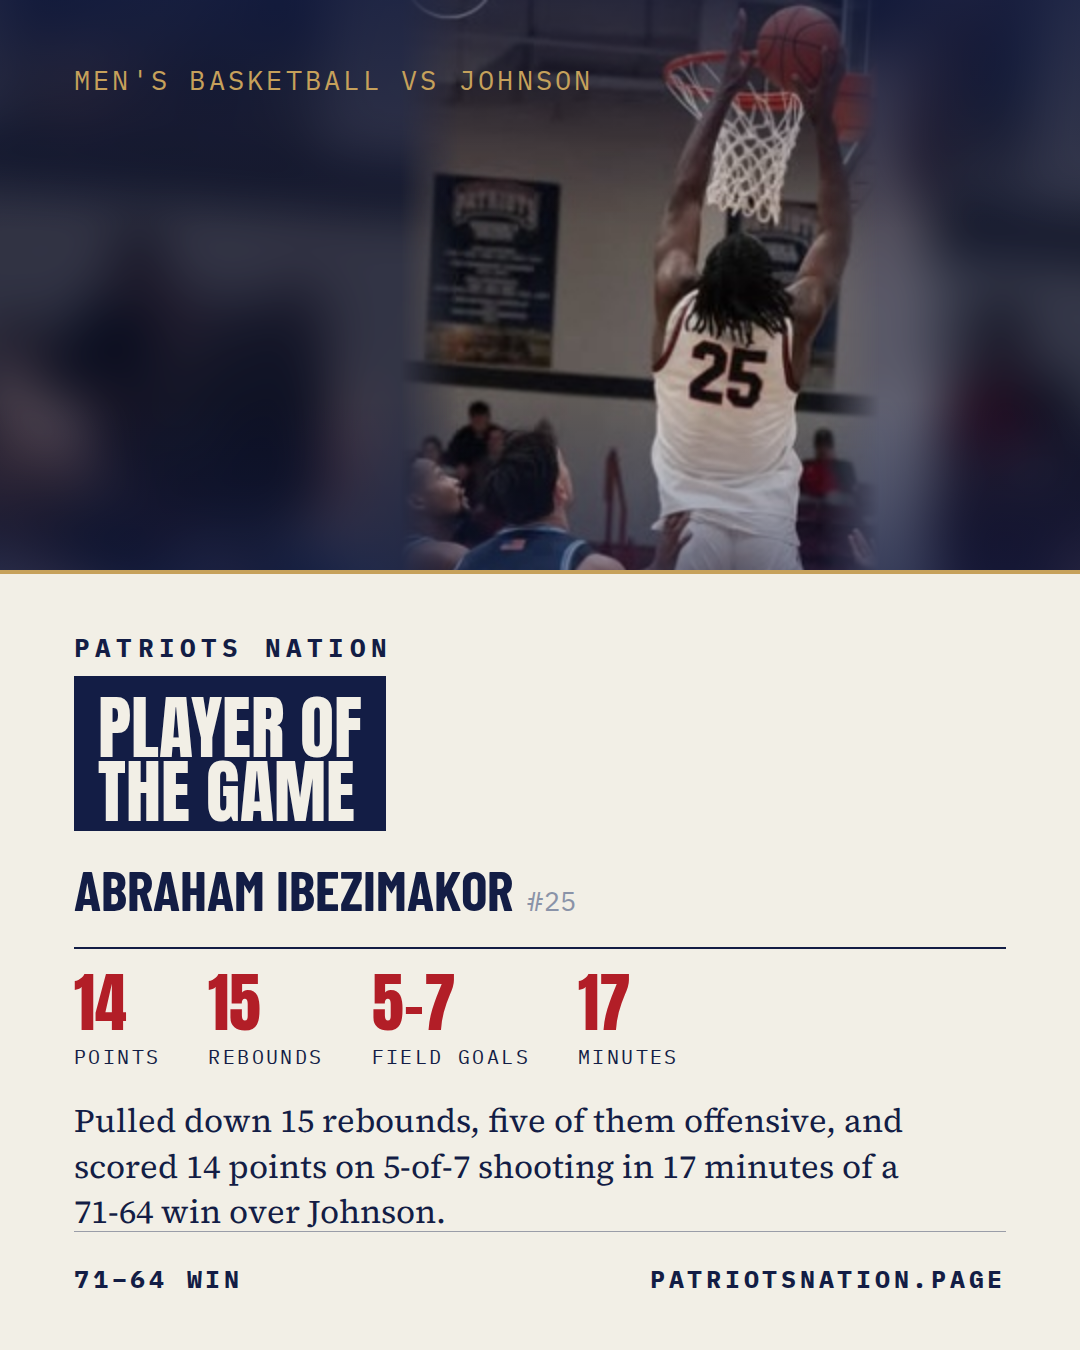 MEN'S BASKETBALL VS JOHNSON
PATRIOTS
25
PATRIOTS NATION
PLAYER OF
THE GAME
ABRAHAM IBEZIMAKOR #25
14 15 5-7 17
POINTS REBOUNDS FIELD GOALS MINUTES
Pulled down 15 rebounds, five of them offensive, and
scored 14 points on 5-of-7 shooting in 17 minutes of a
71-64 win over Johnson.
71–64 WIN PATRIOTSNATION.PAGE